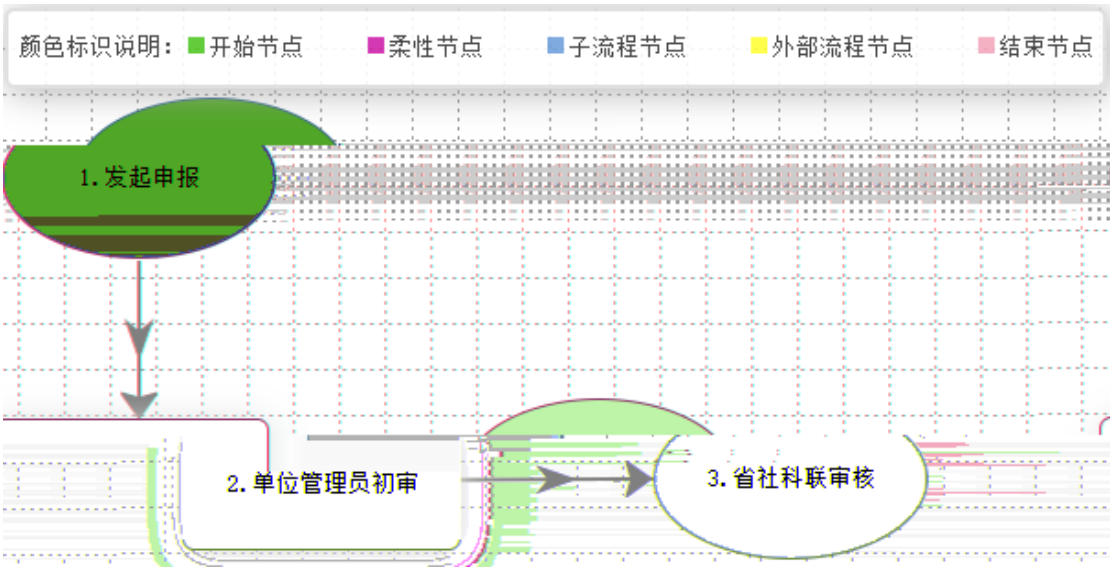 颜色标识说明: 开始节点 柔性节点 子流程节点 外部流程节点 结束节点
1.发起申报
2.单位管理员初审
3.省社科联审核